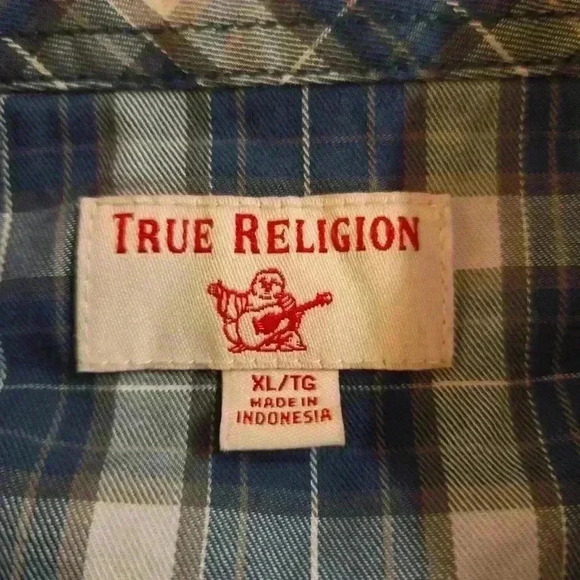 TRUE RELIGION
XL/TG
MADE IN
INDONESIA